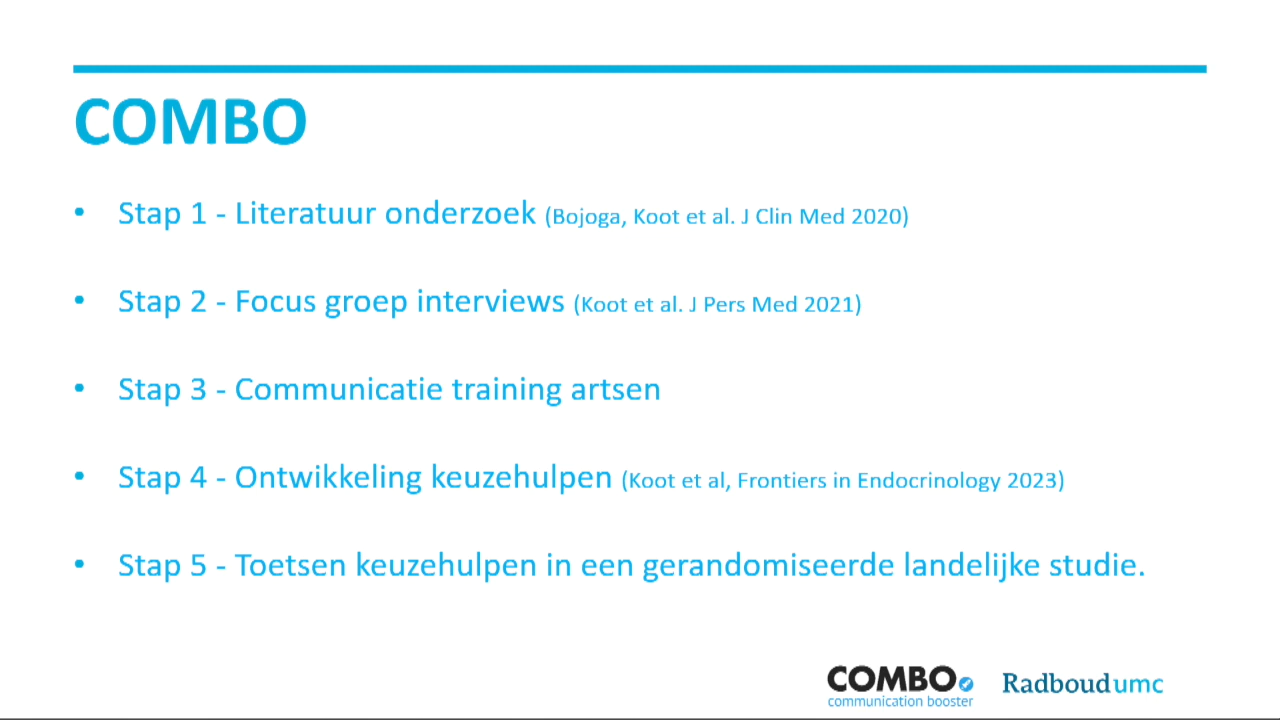 COMBO
• Stap 1 - Literatuur onderzoek (Bojoga, Koot et al. J Clin Med 2020)
• Stap 2 - Focus groep interviews (Koot et al. J Pers Med 2021)
• Stap 3 - Communicatie training artsen
• Stap 4 - Ontwikkeling keuzehulpen (Koot et al, Frontiers in Endocrinology 2023)
• Stap 5 - Toetsen keuzehulpen in een gerandomiseerde landelijke studie.
COMBO
communication booster
Radboudumc